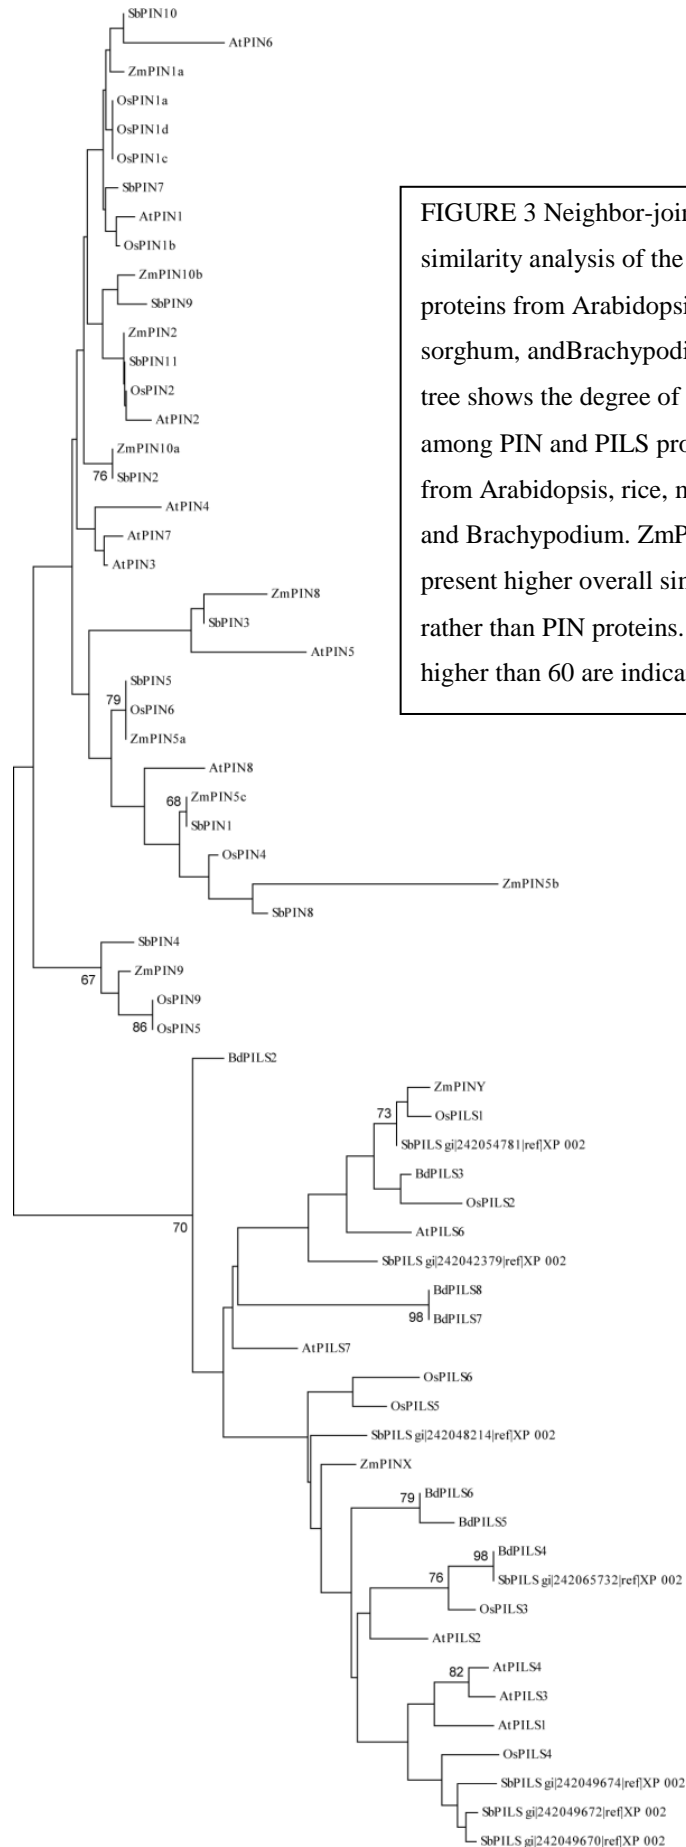 SbPIN10
AtPIN6
ZmPIN1a
OsPIN1a
OsPIN1d
OsPIN1c
SbPIN7
AtPIN1
OsPIN1b
ZmPIN10b
SbPIN9
ZmPIN2
SbPIN11
OsPIN2
AtPIN2
ZmPIN10a
76
SbPIN2
AtPIN4
AtPIN7
AtPIN3
ZmPIN8
SbPIN3
AtPIN5
SbPIN5
79
OsPIN6
ZmPIN5a
AtPIN8
ZmPIN5c
68
SbPIN1
OsPIN4
ZmPIN5b
SbPIN8
SbPIN4
67
ZmPIN9
OsPIN9
86
OsPIN5
FIGURE 3 Neighbor-join
similarity analysis of the
proteins from Arabidopsi
sorghum, andBrachypodi
tree shows the degree of
among PIN and PILS pro
from Arabidopsis, rice, m
and Brachypodium. ZmP
present higher overall sin
rather than PIN proteins.
higher than 60 are indica
BdPILS2
70
ZmPINY
73
OsPILS1
SbPILS gi|242054781|ref|XP 002
BdPILS3
OsPILS2
AtPILS6
SbPILS gi|242042379|ref|XP 002
BdPILS8
98
BdPILS7
AtPILS7
OsPILS6
OsPILS5
SbPILS gi|242048214|ref|XP 002
ZmPINX
79
BdPILS6
BdPILS5
98
BdPILS4
SbPILS gi|242065732|ref|XP 002
76
OsPILS3
AtPILS2
82
AtPILS4
AtPILS3
AtPILS1
OsPILS4
SbPILS gi|242049674|ref|XP 002
SbPILS gi|242049672|ref|XP 002
SbPILS gi|242049670|ref|XP 002